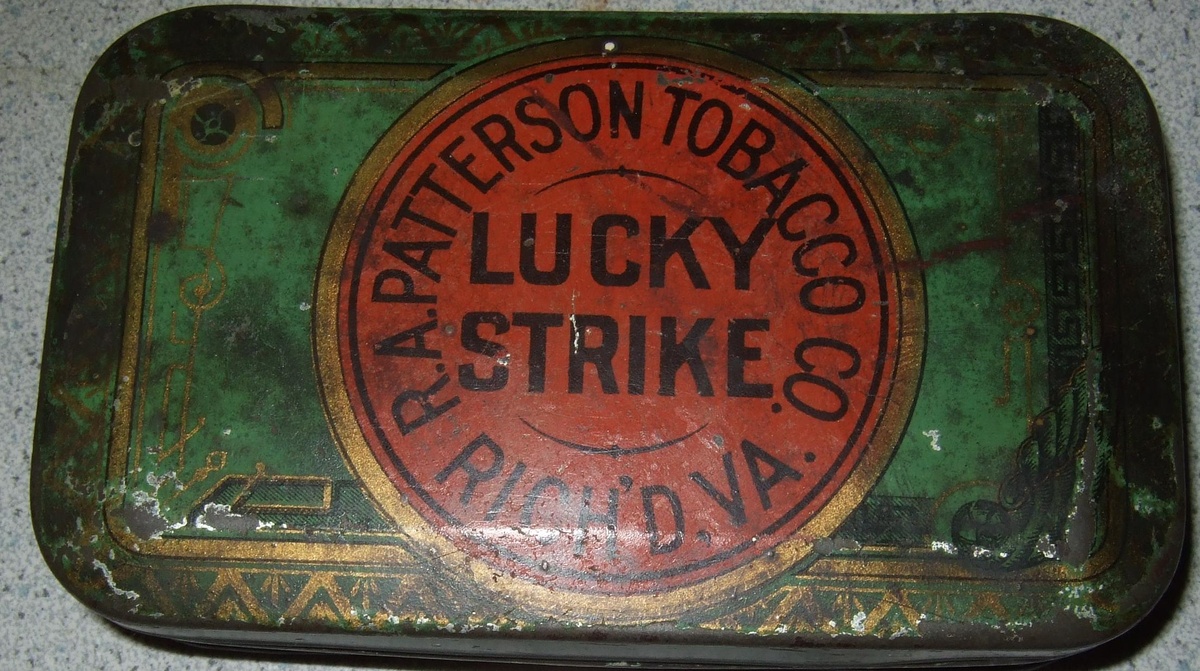 R.A.PATTERSON TOBACCO CO.
LUCKY
STRIKE.
RICH'D.VA.